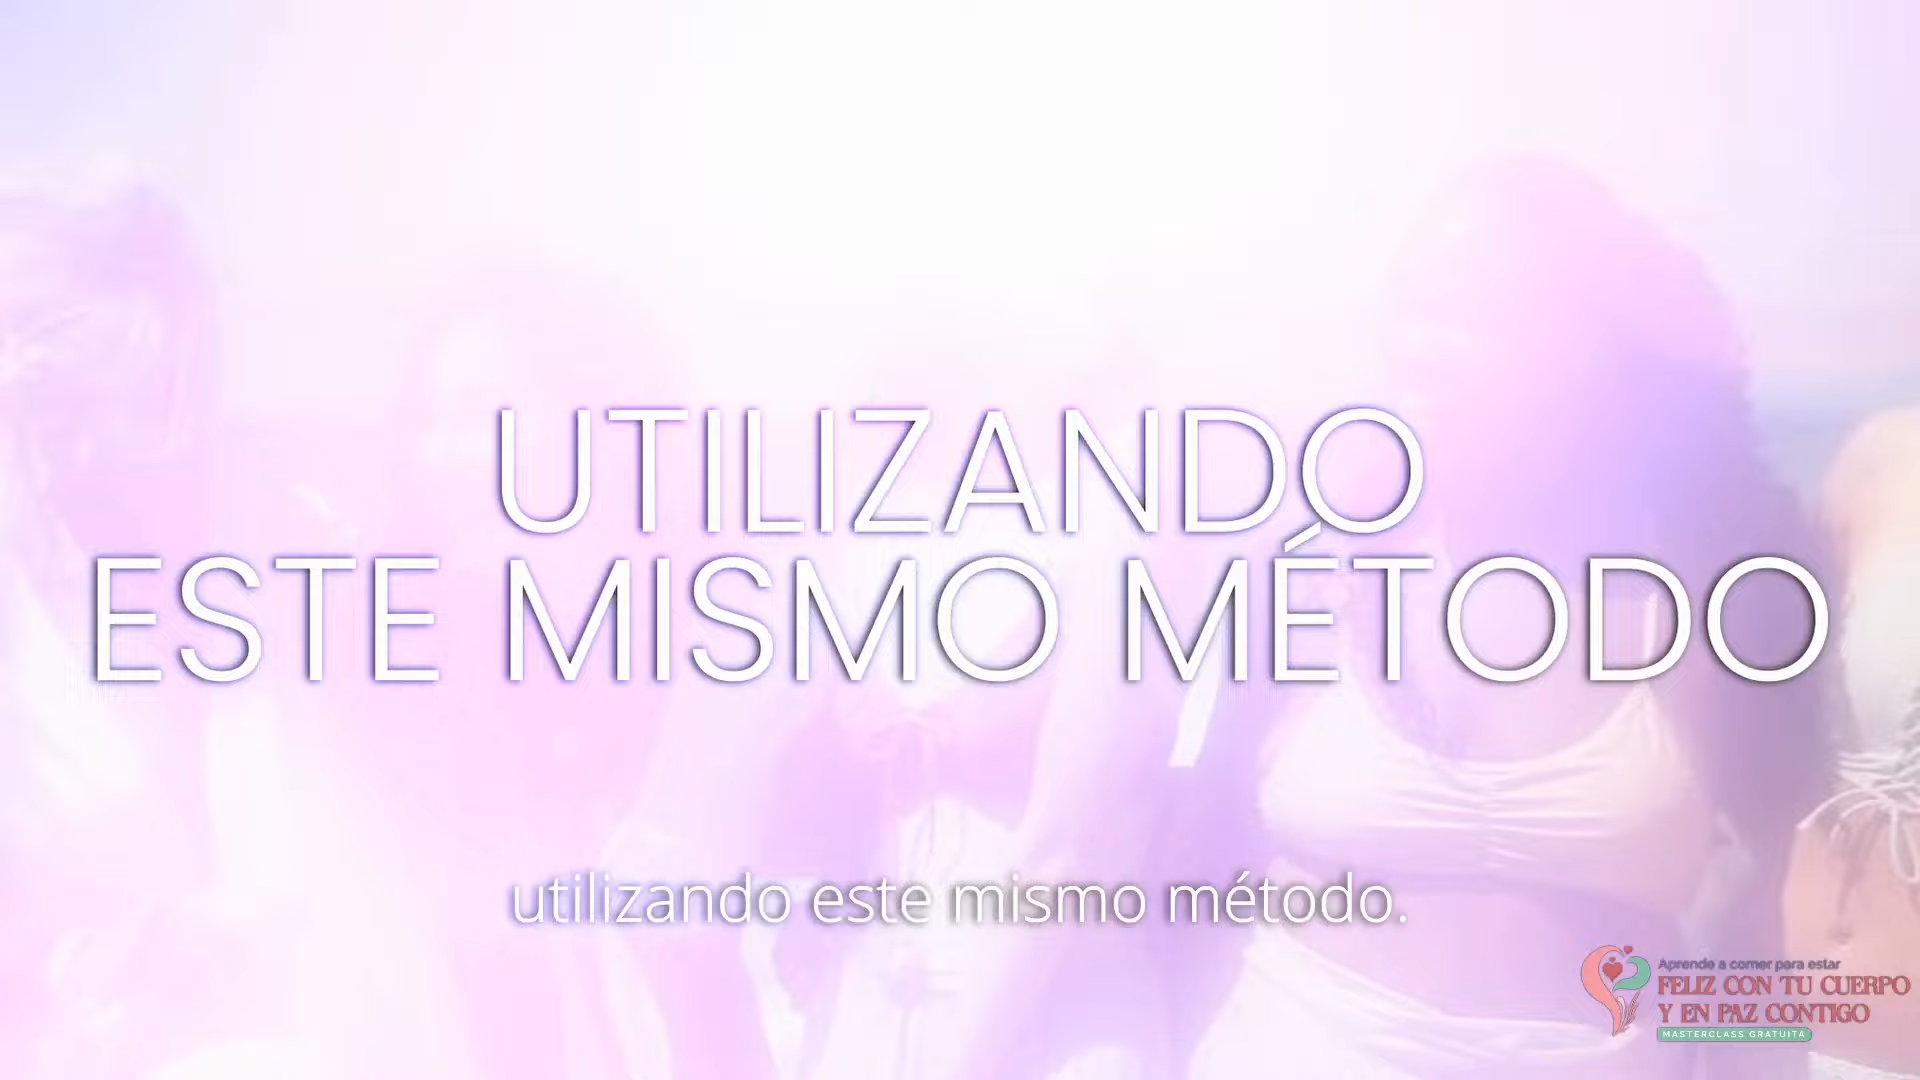 UTILIZANDO
ESTE MISMO MÉTODO
utilizando este mismo método.
Aprende a comer para estar
FELIZ CON TU CUERPO
Y EN PAZ CONTIGO
MASTERCLASS GRATUITA